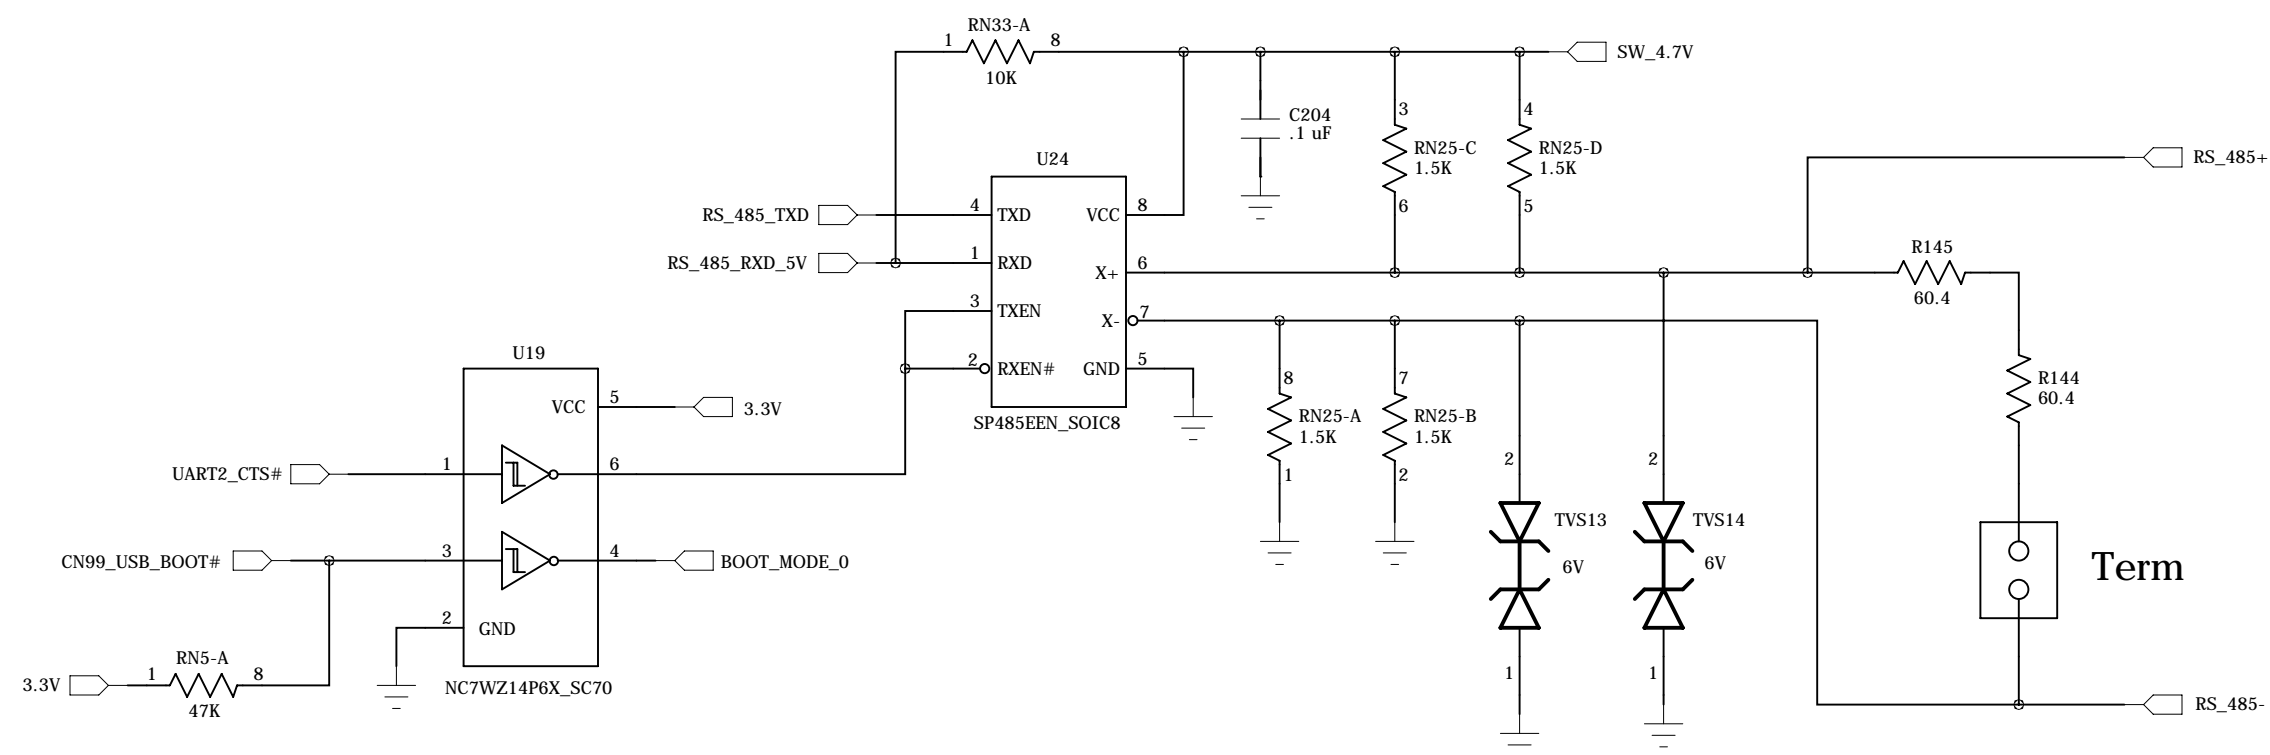 RN33-A
1 8
10K
SW_4.7V
C204
.1 uF
3
RN25-C
1.5K
6
4
RN25-D
1.5K
5
RS_485+
U24
RS_485_TXD 4 TXD VCC 8
RS_485_RXD_5V 1 RXD
X+ 6
3 TXEN
X- 7
2 RXEN# GND 5
SP485EEN_SOIC8
R145
60.4
R144
60.4
U19
VCC 5 3.3V
UART2_CTS# 1 6
CN99_USB_BOOT# 3 4 BOOT_MODE_0
2 GND
NC7WZ14P6X_SC70
RN5-A
3.3V 1 8
47K
8
RN25-A
1.5K
1
7
RN25-B
1.5K
2
2
TVS13
6V
1
2
TVS14
6V
1
Term
RS_485-